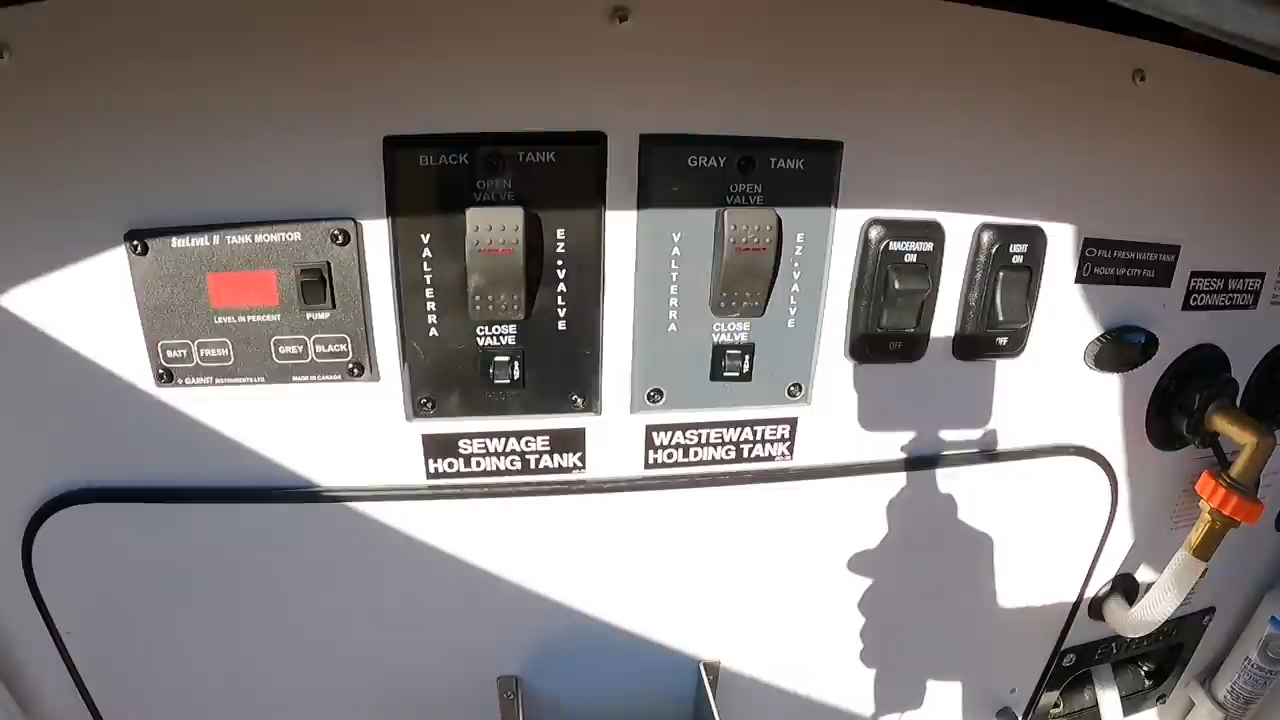 SEELEVEL II TANK MONITOR
LEVEL IN PERCENT
PUMP
BATT
FRESH
GREY
BLACK
GARNET INSTRUMENTS LTD.
MADE IN CANADA
BLACK TANK
OPEN
VALVE
VALTERRA
EZ•VALVE
CLOSE
VALVE
SEWAGE
HOLDING TANK
GRAY TANK
OPEN
VALVE
VALTERRA
EZ•VALVE
CLOSE
VALVE
WASTEWATER
HOLDING TANK
MACERATOR
ON
OFF
LIGHT
ON
OFF
FILL FRESH WATER TANK
HOOK UP CITY FILL
FRESH WATER
CONNECTION